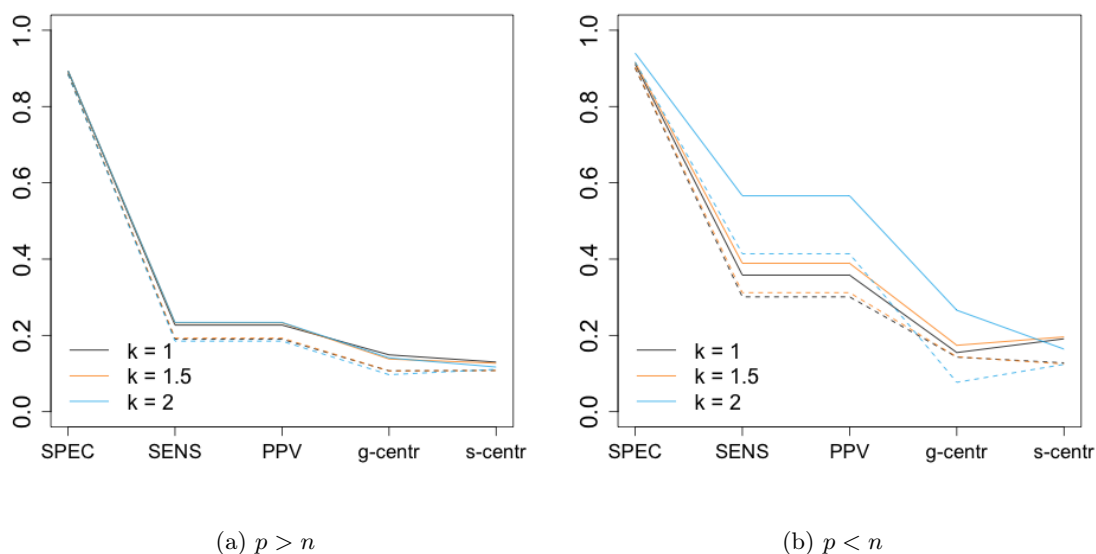 1.0
0.8
0.6
0.4
0.2
0.0
k = 1
k = 1.5
k = 2
SPEC SENS PPV g-centr s-centr
(a) p > n
1.0
0.8
0.6
0.4
0.2
0.0
k = 1
k = 1.5
k = 2
SPEC SENS PPV g-centr s-centr
(b) p < n